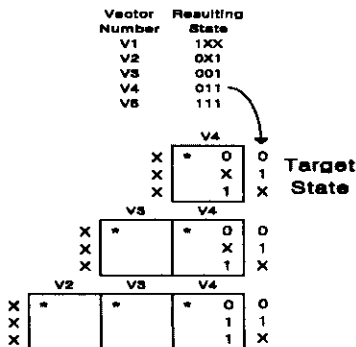 Vector Resulting
Number State
V1 1XX
V2 0X1
V3 001
V4 011
V5 111
V4
X * 0 0
X X 1
X 1 X
Target
State
V3 V4
X * * 0 0
X X 1
X 1 X
V2 V3 V4
X * * * 0 0
X 1 1
X 1 X